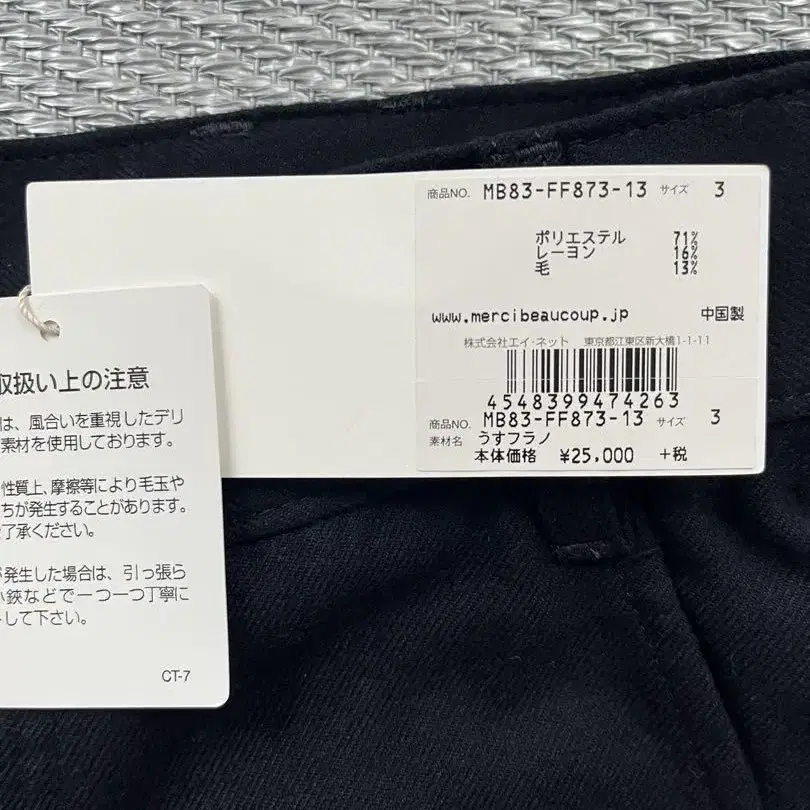 商品NO. MB83-FF873-13 サイズ 3
ポリエステル 71%
レーヨン 16%
毛 13%
www.mercibeaucoup.jp 中国製
株式会社エイ・ネット 東京都江東区新大橋1-1-11
4548399474263
商品NO. MB83-FF873-13 サイズ 3
素材名 うすフラノ
本体価格 ¥25,000 +税
取扱い上の注意
は、風合いを重視したデリ
素材を使用しております。
性質上、摩擦等により毛玉や
ちが発生することがあります。
了承ください。
が発生した場合は、引っ張ら
い鋏などで一つ一つ丁寧に
して下さい。
CT-7